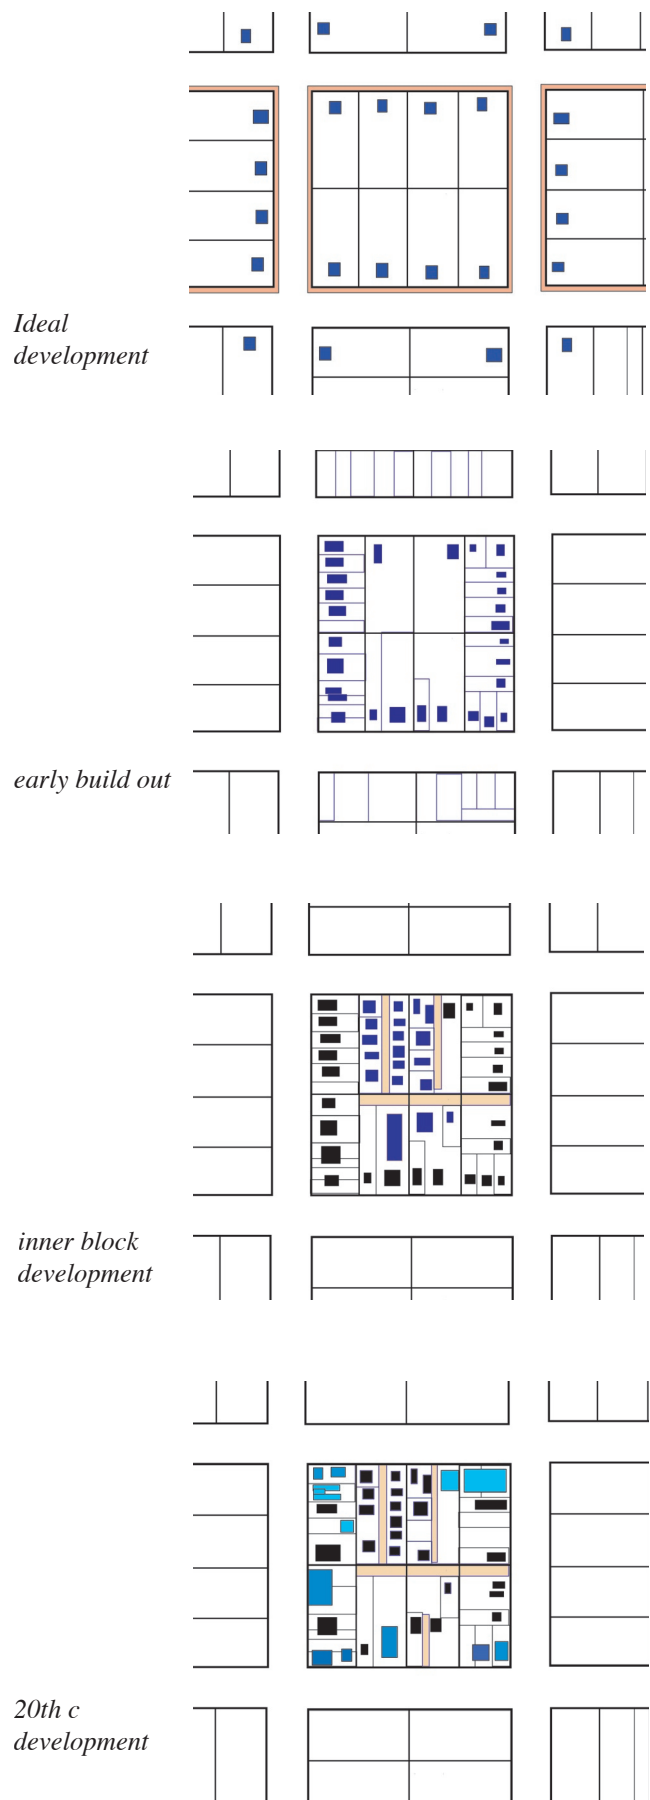 Ideal
development
early build out
inner block
development
20th c
development